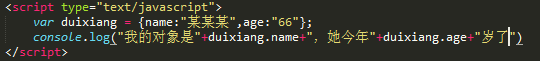 <script type="text/javascript">
var duixiang = {name:"某某某",age:"66"};
console.log("我的对象是"+duixiang.name+"，她今年"+duixiang.age+"岁了")
</script>